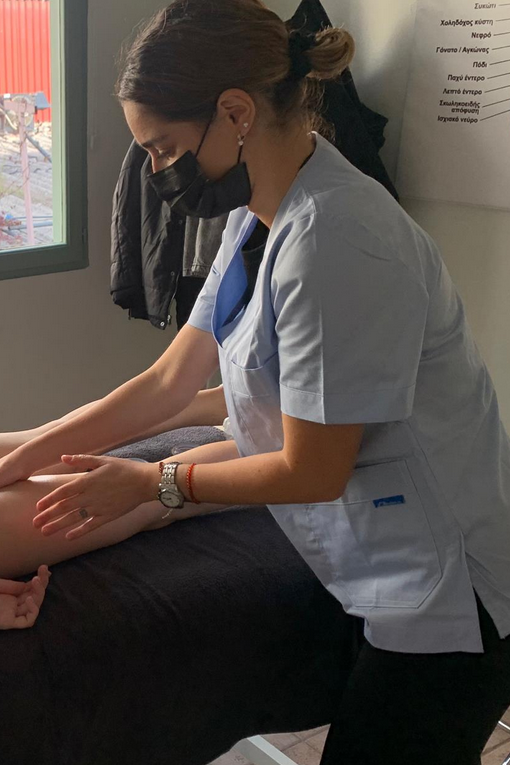 Συκώτι
Χοληδόχος κύστη
Νεφρό
Γόνατο / Αγκώνας
Πόδι
Παχύ έντερο
Λεπτό έντερο
Σκωληκοειδής
απόφυση
Ισχιακό νεύρο